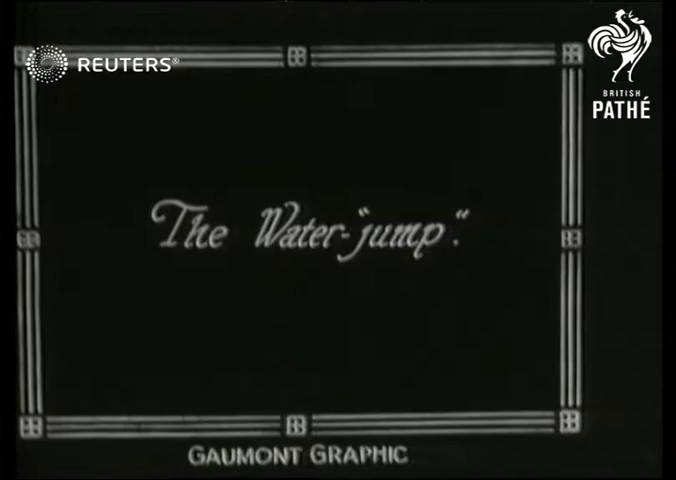 REUTERS®
BRITISH
PATHÉ
The Water-"jump".
GAUMONT GRAPHIC